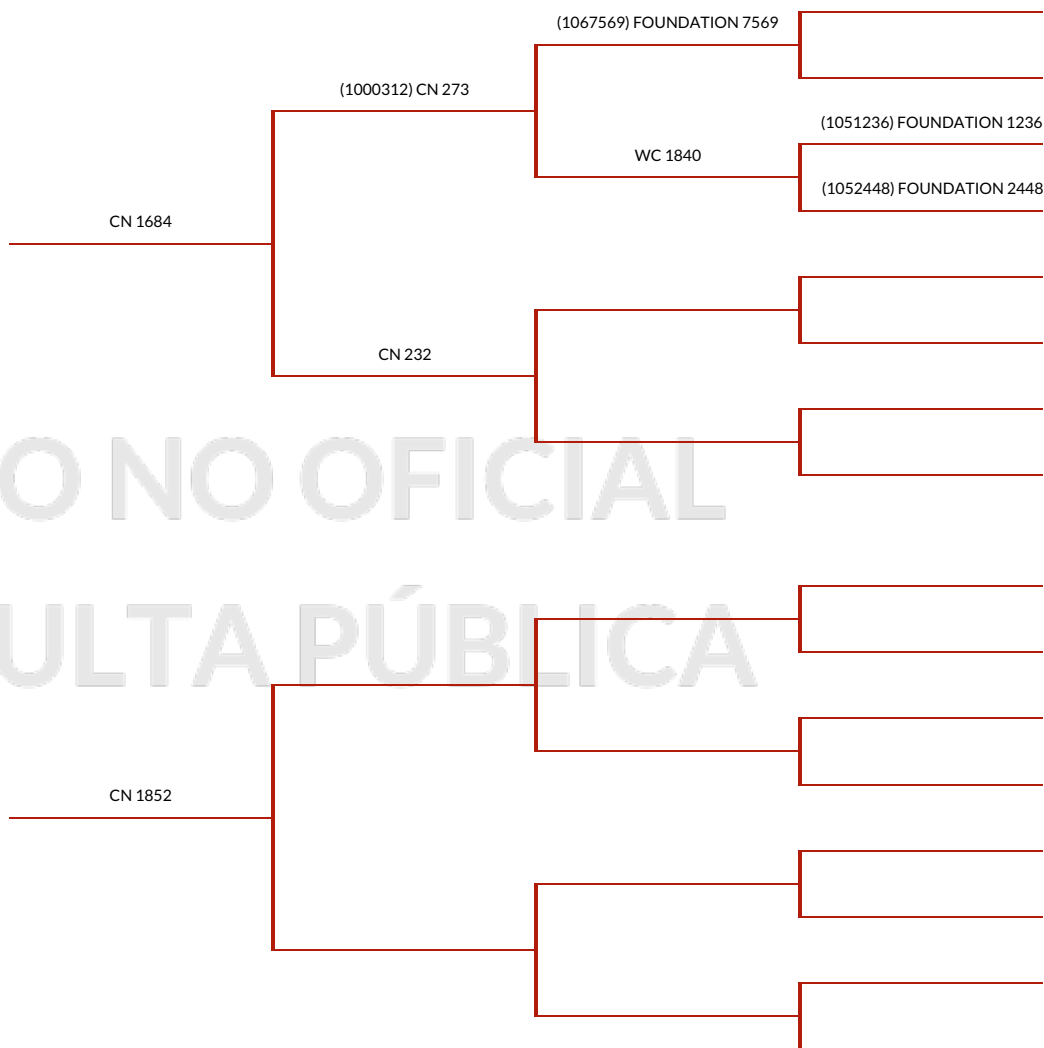 (1067569) FOUNDATION 7569
(1000312) CN 273
(1051236) FOUNDATION 1236
WC 1840
(1052448) FOUNDATION 2448
CN 1684
CN 232
O NO OFICIAL
ULTA PÚBLICA
CN 1852